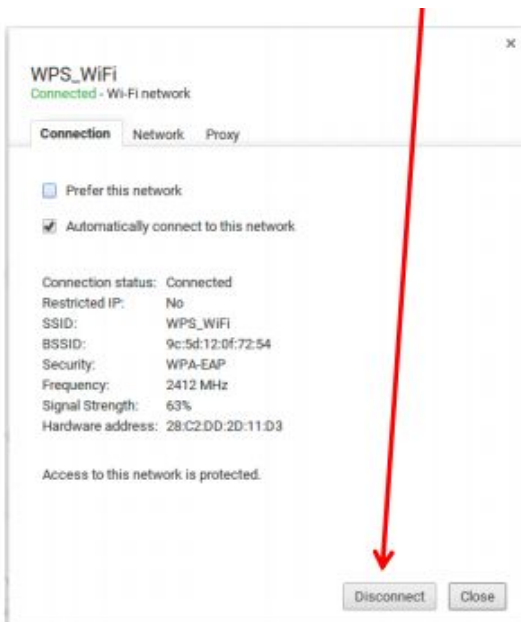 WPS_WiFi
Connected - Wi-Fi network
Connection Network Proxy
Prefer this network
Automatically connect to this network
Connection status: Connected
Restricted IP: No
SSID: WPS_WiFi
BSSID: 9c:5d:12:0f:72:54
Security: WPA-EAP
Frequency: 2412 MHz
Signal Strength: 63%
Hardware address: 28:C2:DD:2D:11:D3
Access to this network is protected.
Disconnect Close